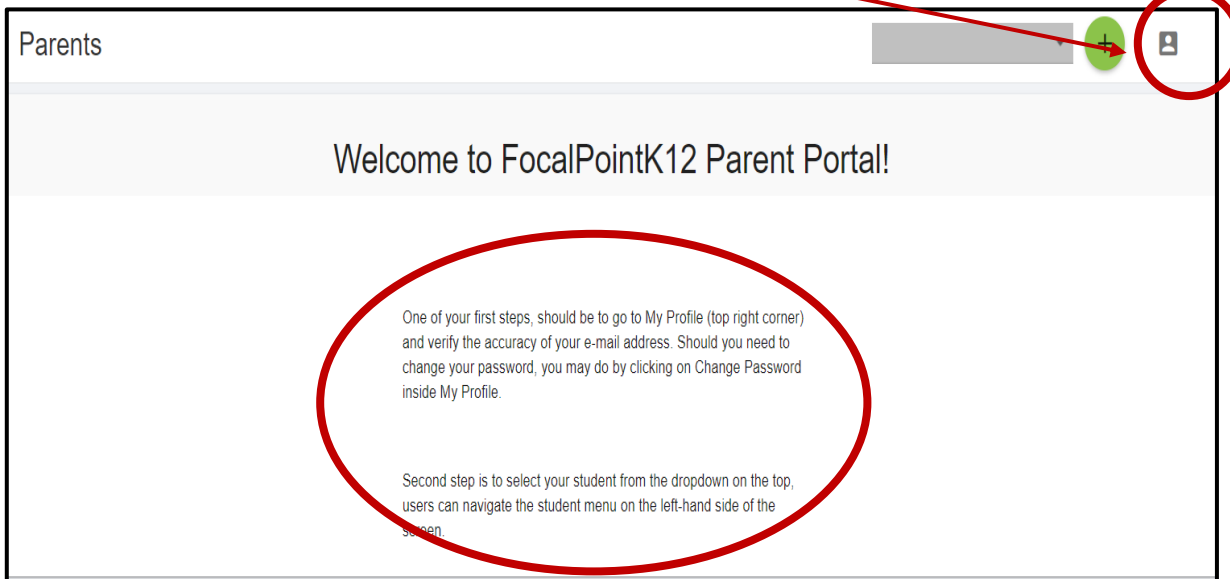 Parents
+
Welcome to FocalPointK12 Parent Portal!
One of your first steps, should be to go to My Profile (top right corner)
and verify the accuracy of your e-mail address. Should you need to
change your password, you may do by clicking on Change Password
inside My Profile.
Second step is to select your student from the dropdown on the top,
users can navigate the student menu on the left-hand side of the
screen.